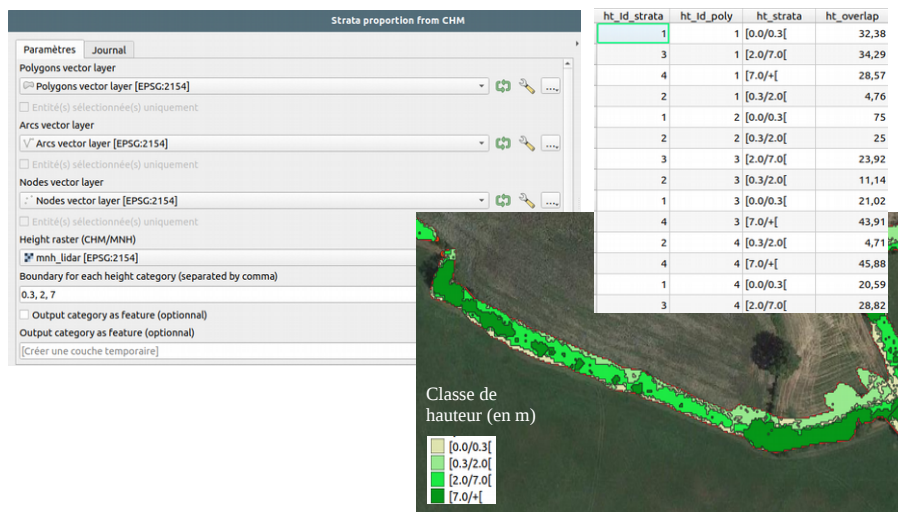 Strata proportion from CHM
Paramètres Journal
Polygons vector layer
Polygons vector layer [EPSG:2154]
Entité(s) sélectionnée(s) uniquement
Arcs vector layer
Arcs vector layer [EPSG:2154]
Entité(s) sélectionnée(s) uniquement
Nodes vector layer
Nodes vector layer [EPSG:2154]
Entité(s) sélectionnée(s) uniquement
Height raster (CHM/MNH)
mnh_lidar [EPSG:2154]
Boundary for each height category (separated by comma)
0.3, 2, 7
Output category as feature (optionnal)
Output category as feature (optionnal)
[Créer une couche temporaire]
ht_Id_strata ht_Id_poly ht_strata ht_overlap
1 1 [0.0/0.3[ 32,38
3 1 [2.0/7.0[ 34,29
4 1 [7.0/+[ 28,57
2 1 [0.3/2.0[ 4,76
1 2 [0.0/0.3[ 75
2 2 [0.3/2.0[ 25
3 3 [2.0/7.0[ 23,92
2 3 [0.3/2.0[ 11,14
1 3 [0.0/0.3[ 21,02
4 3 [7.0/+[ 43,91
2 4 [0.3/2.0[ 4,71
4 4 [7.0/+[ 45,88
1 4 [0.0/0.3[ 20,59
3 4 [2.0/7.0[ 28,82
Classe de
hauteur (en m)
[0.0/0.3[
[0.3/2.0[
[2.0/7.0[
[7.0/+[